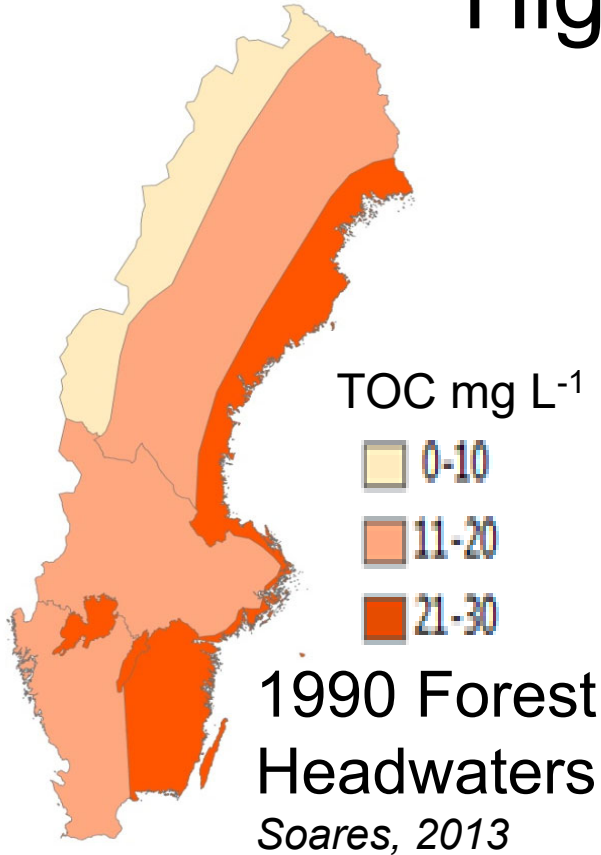 TOC mg L-1
0-10
11-20
21-30
1990 Forest
Headwaters
Soares, 2013